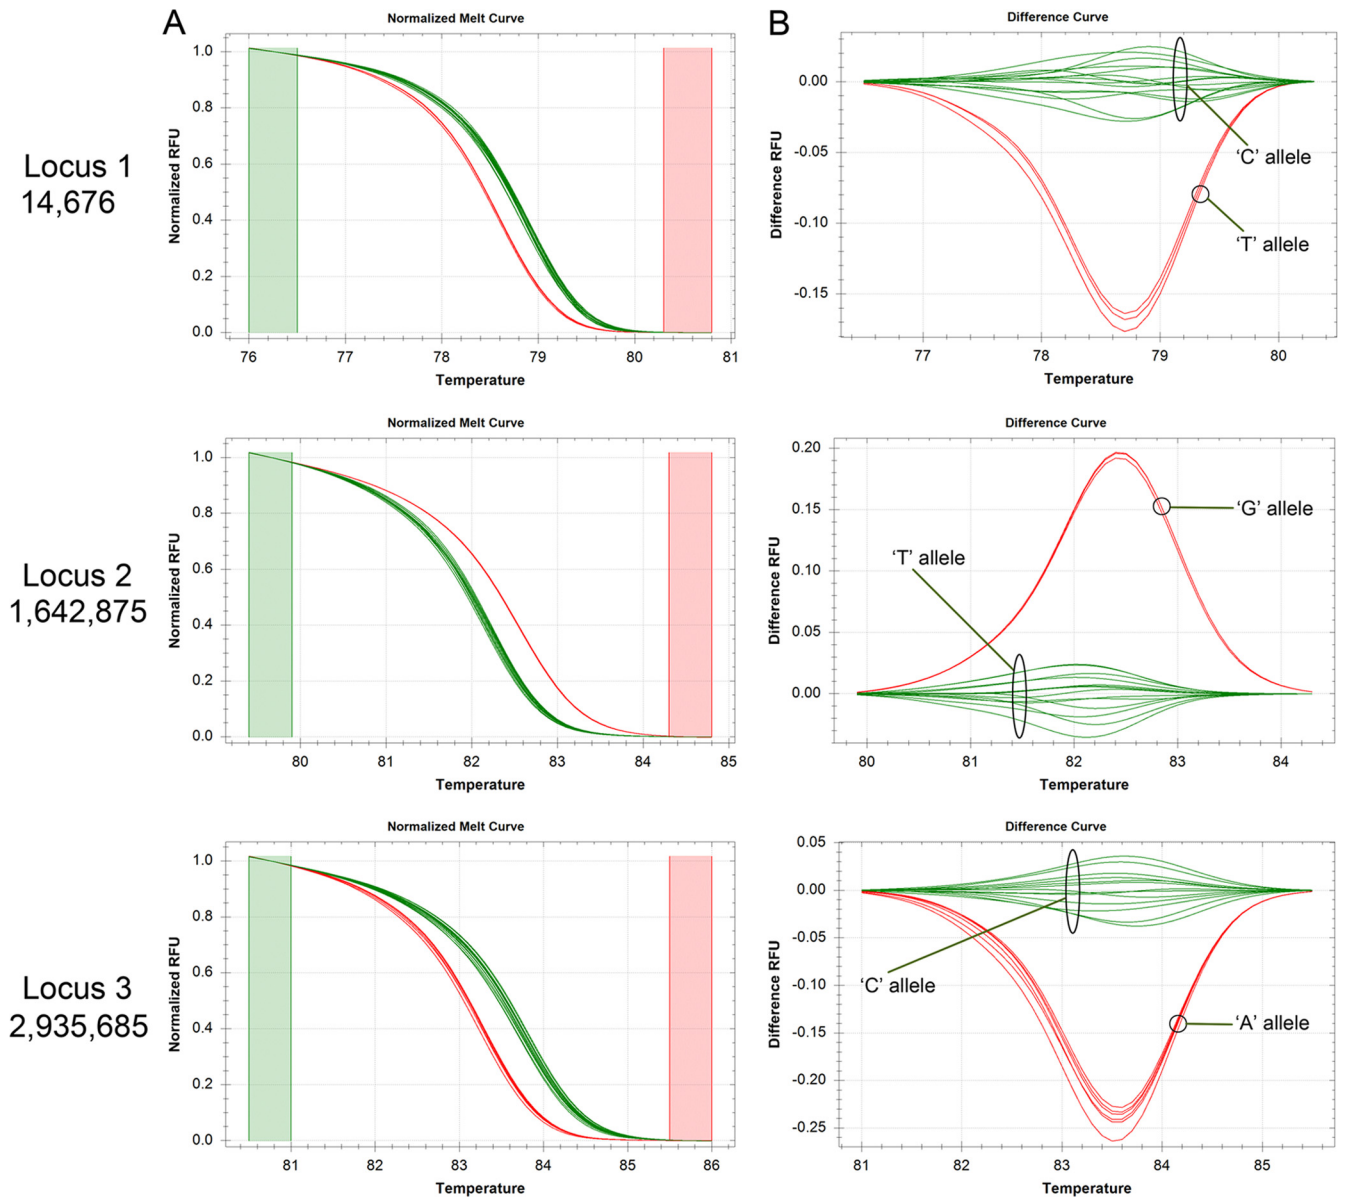 A
B
Normalized Melt Curve
Difference Curve
Locus 1
14,676
Normalized RFU
1.0
0.8
0.6
0.4
0.2
0.0
76 77 78 79 80 81
Temperature
Difference RFU
0.00
-0.05
-0.10
-0.15
'C' allele
'T' allele
77 78 79 80
Temperature
Normalized Melt Curve
Difference Curve
Locus 2
1,642,875
Normalized RFU
1.0
0.8
0.6
0.4
0.2
0.0
80 81 82 83 84 85
Temperature
Difference RFU
0.20
0.15
0.10
0.05
0.00
'G' allele
'T' allele
80 81 82 83 84
Temperature
Normalized Melt Curve
Difference Curve
Locus 3
2,935,685
Normalized RFU
1.0
0.8
0.6
0.4
0.2
0.0
81 82 83 84 85 86
Temperature
Difference RFU
0.05
0.00
-0.05
-0.10
-0.15
-0.20
-0.25
'C' allele
'A' allele
81 82 83 84 85
Temperature